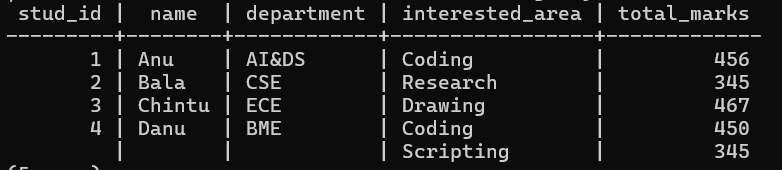 stud_id | name | department | interested_area | total_marks
---------+--------+------------+-----------------+-------------
1 | Anu | AI&DS | Coding | 456
2 | Bala | CSE | Research | 345
3 | Chintu | ECE | Drawing | 467
4 | Danu | BME | Coding | 450
| | | Scripting | 345